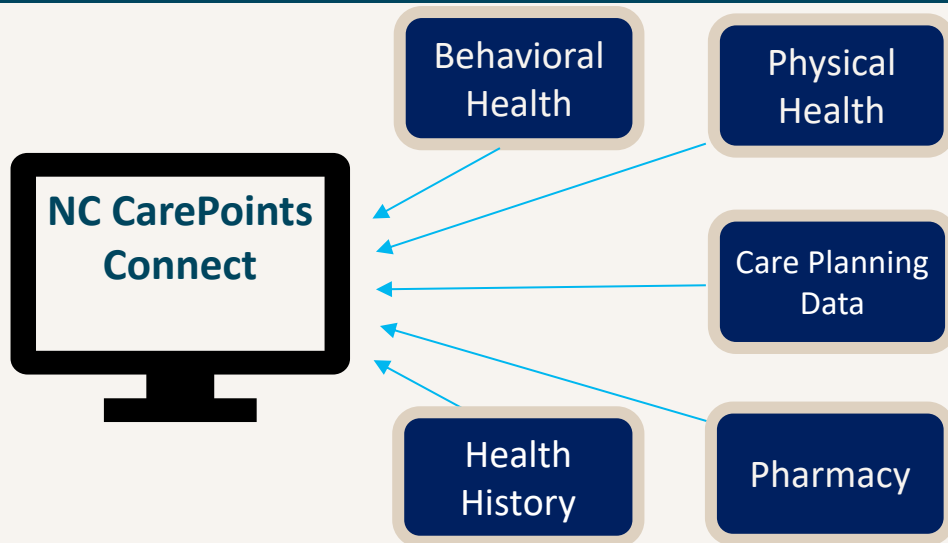 Behavioral
Health
Physical
Health
NC CarePoints
Connect
Care Planning
Data
Health
History
Pharmacy